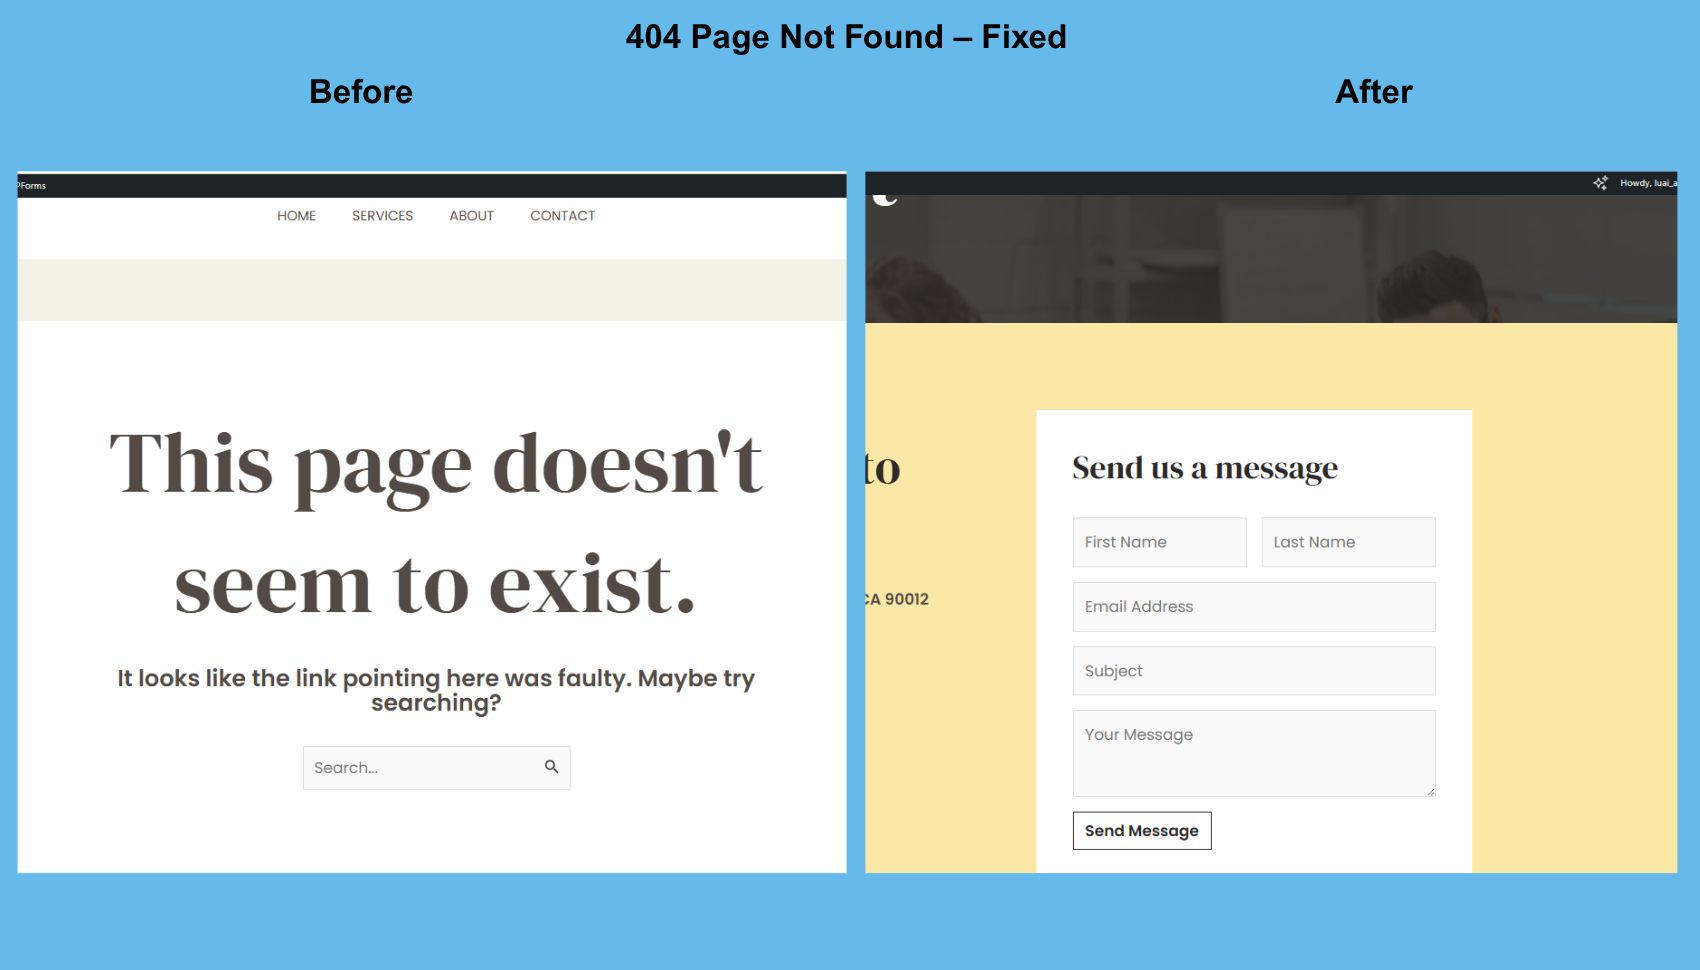 404 Page Not Found – Fixed
Before
After
PForms
HOME SERVICES ABOUT CONTACT
This page doesn't
seem to exist.
It looks like the link pointing here was faulty. Maybe try
searching?
Search...
Howdy, luai_a
to
CA 90012
Send us a message
First Name
Last Name
Email Address
Subject
Your Message
Send Message